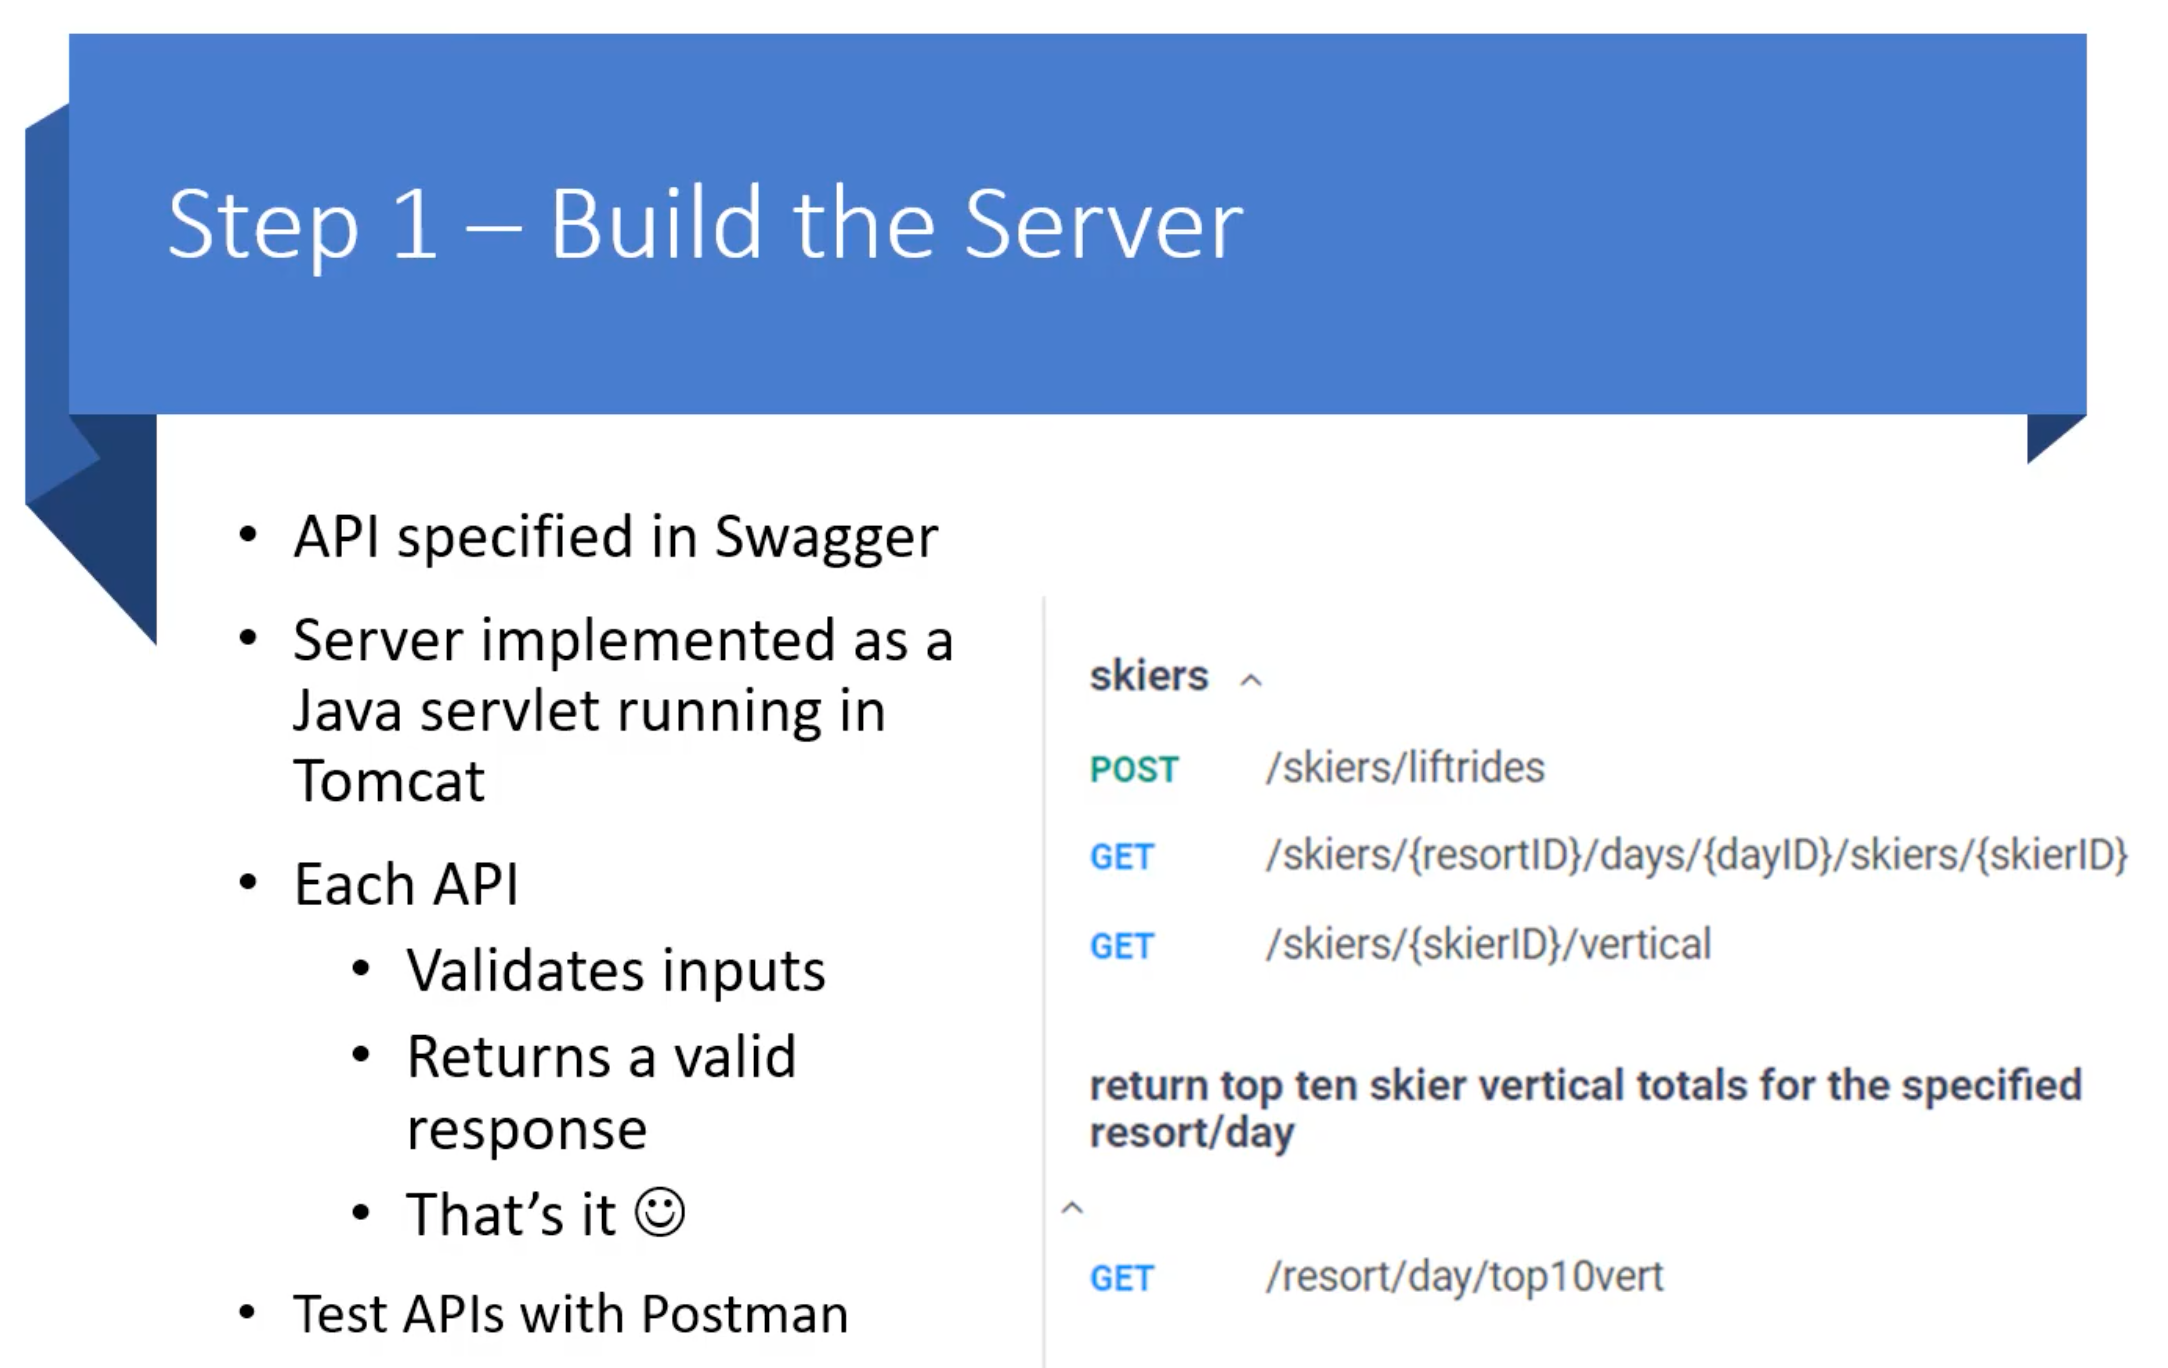 Step 1 – Build the Server
• API specified in Swagger
• Server implemented as a
Java servlet running in
Tomcat
• Each API
• Validates inputs
• Returns a valid
response
• That's it ☺
• Test APIs with Postman
skiers
POST /skiers/liftrides
GET /skiers/{resortID}/days/{dayID}/skiers/{skierID}
GET /skiers/{skierID}/vertical
return top ten skier vertical totals for the specified
resort/day
GET /resort/day/top10vert